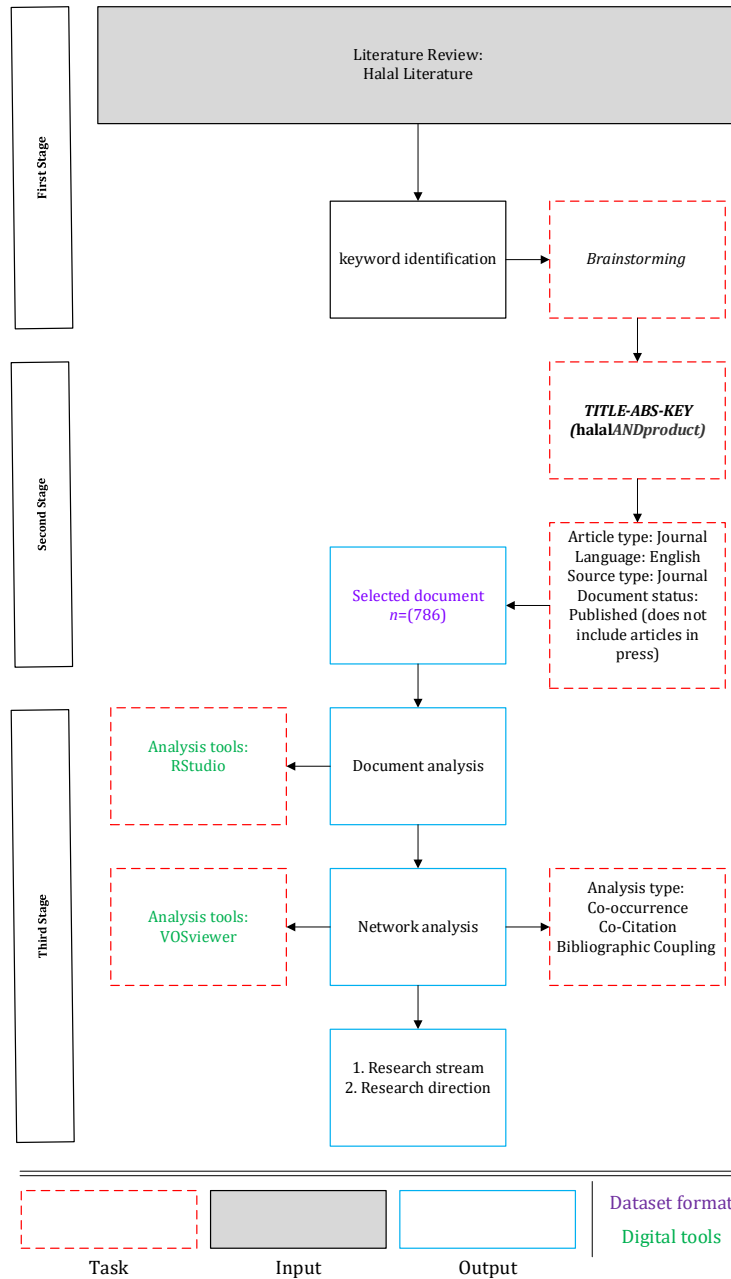 Literature Review:
Halal Literature
First Stage
keyword identification
Brainstorming
Second Stage
TITLE-ABS-KEY
(halalANDproduct)
Article type: Journal
Language: English
Source type: Journal
Document status:
Published (does not
include articles in
press)
Selected document
n=(786)
Third Stage
Analysis tools:
RStudio
Document analysis
Analysis tools:
VOSviewer
Network analysis
Analysis type:
Co-occurrence
Co-Citation
Bibliographic Coupling
1. Research stream
2. Research direction
Task
Input
Output
Dataset format
Digital tools